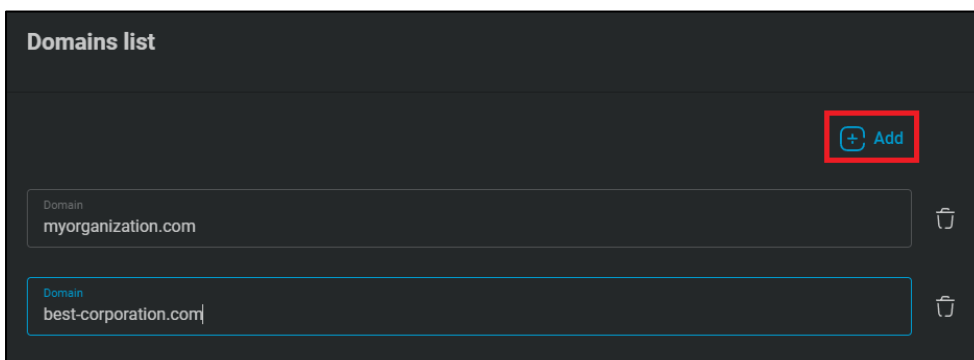 Domains list
Add
Domain
myorganization.com
Domain
best-corporation.com